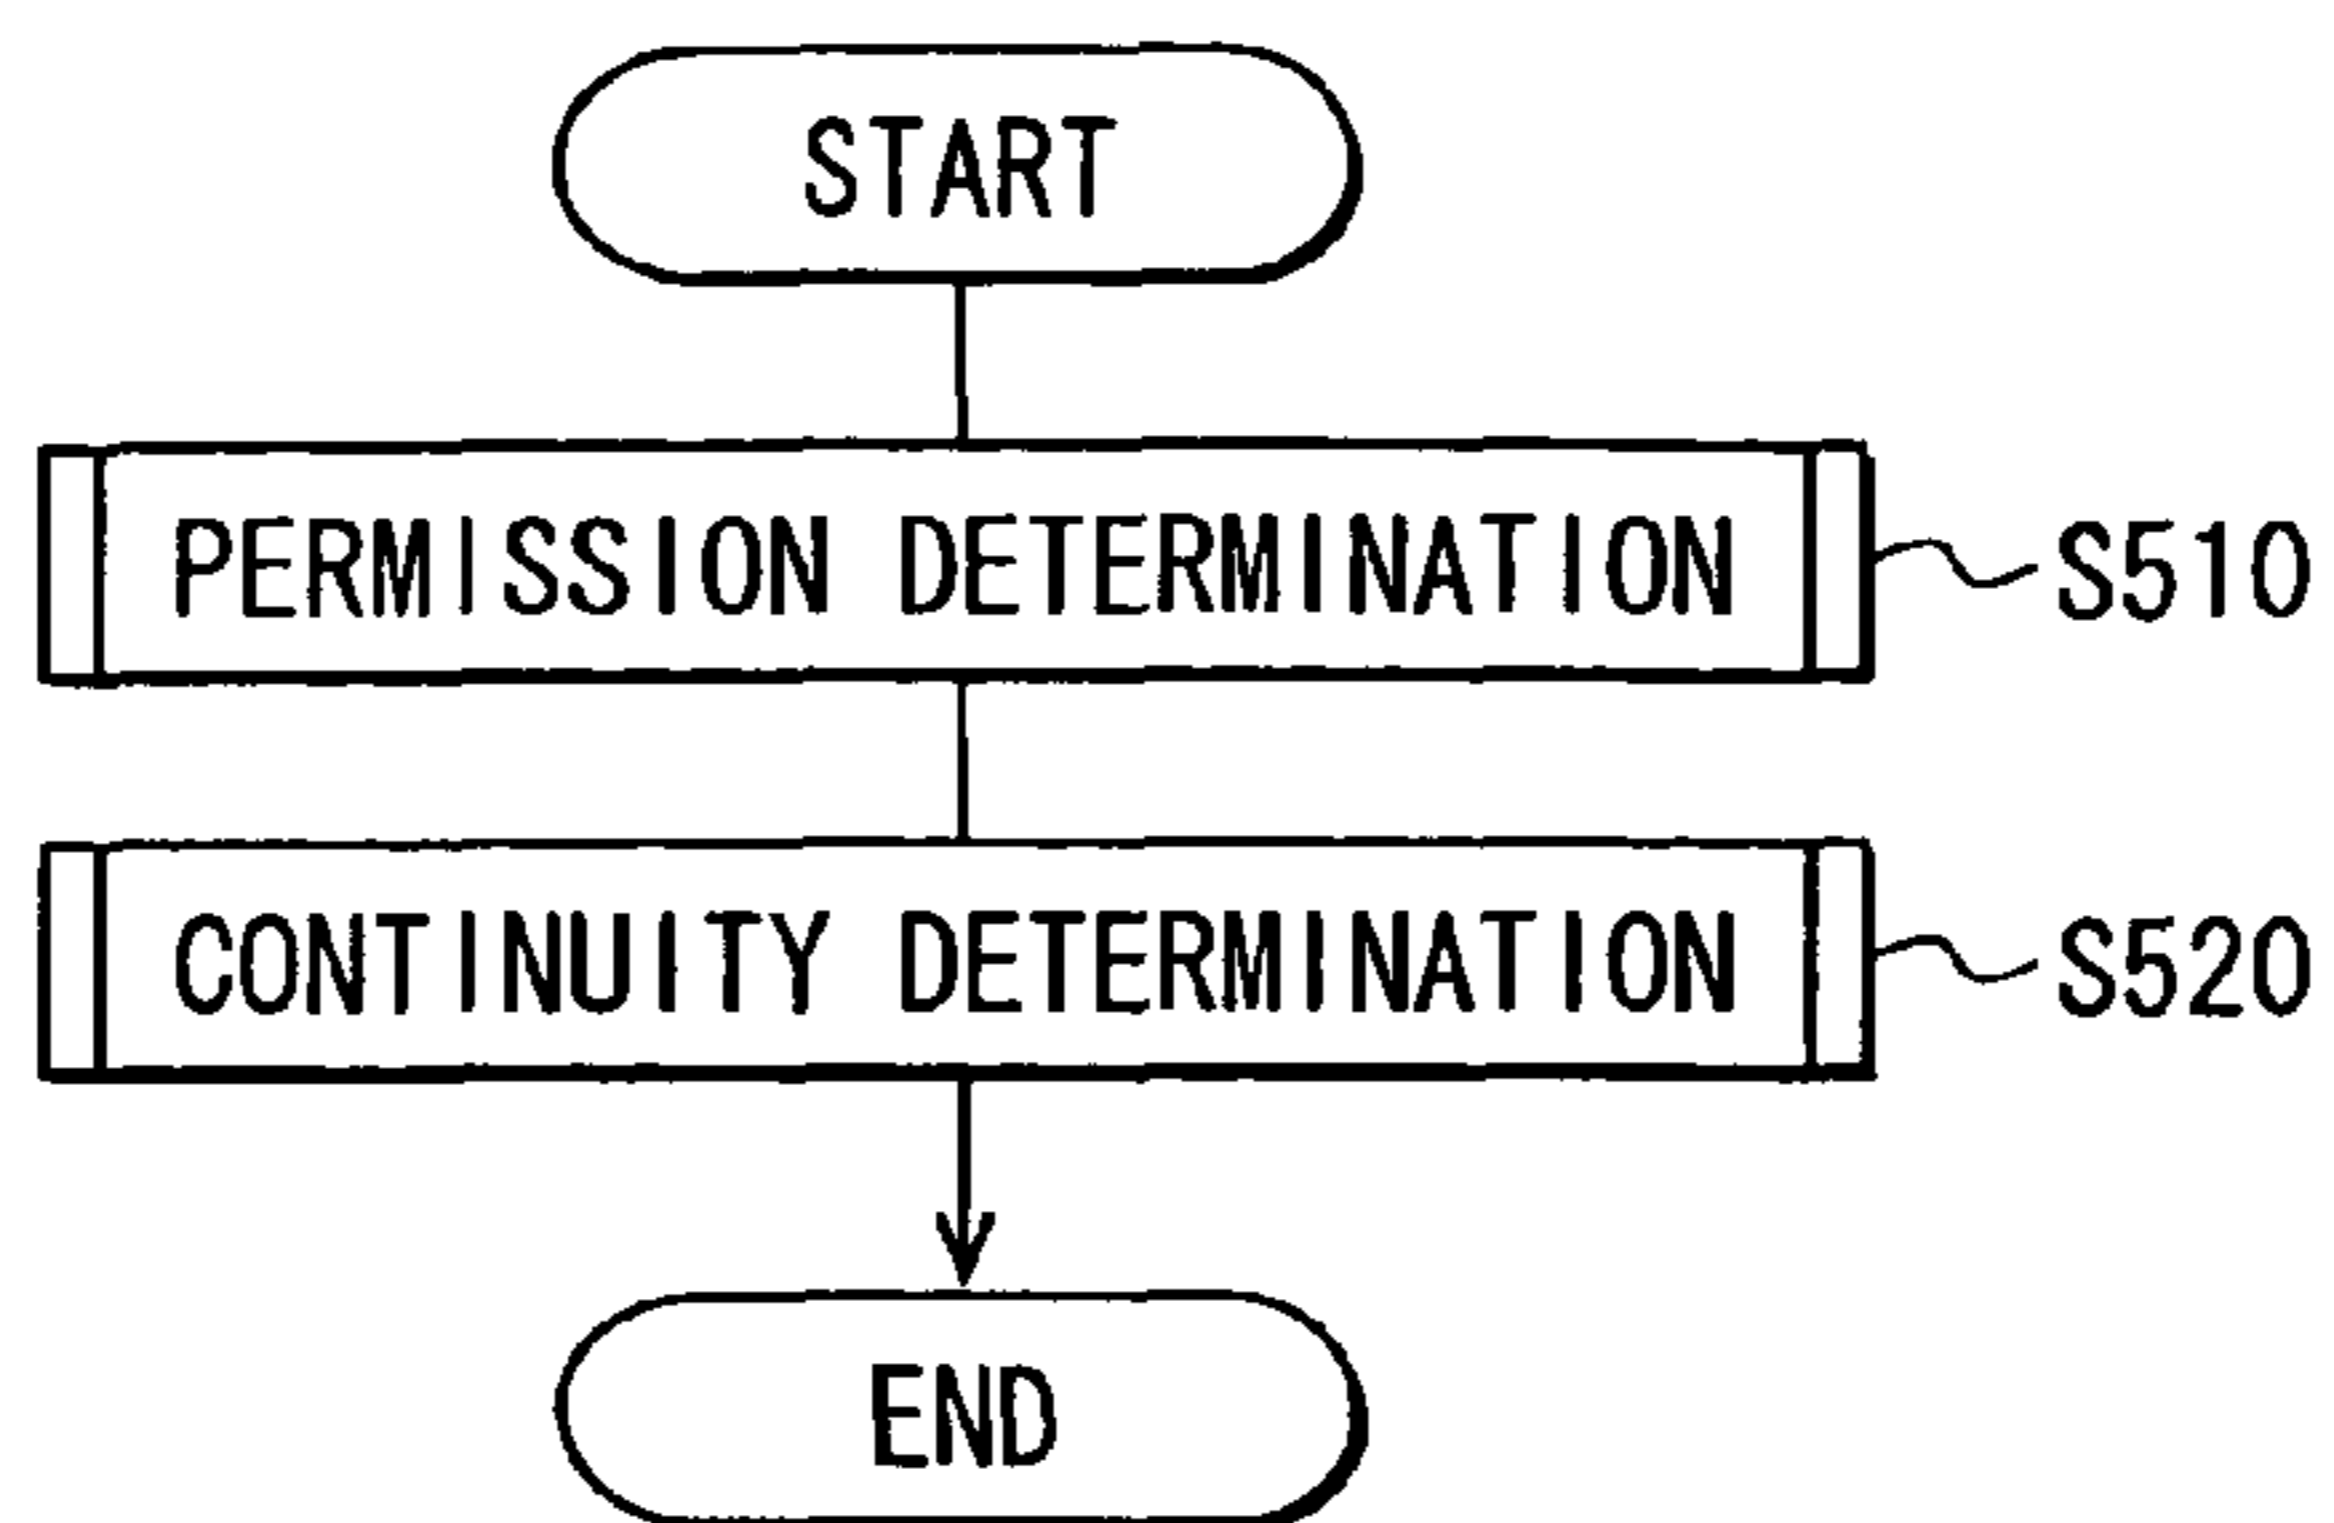 START
PERMISSION DETERMINATION
S510
CONTINUITY DETERMINATION
S520
END